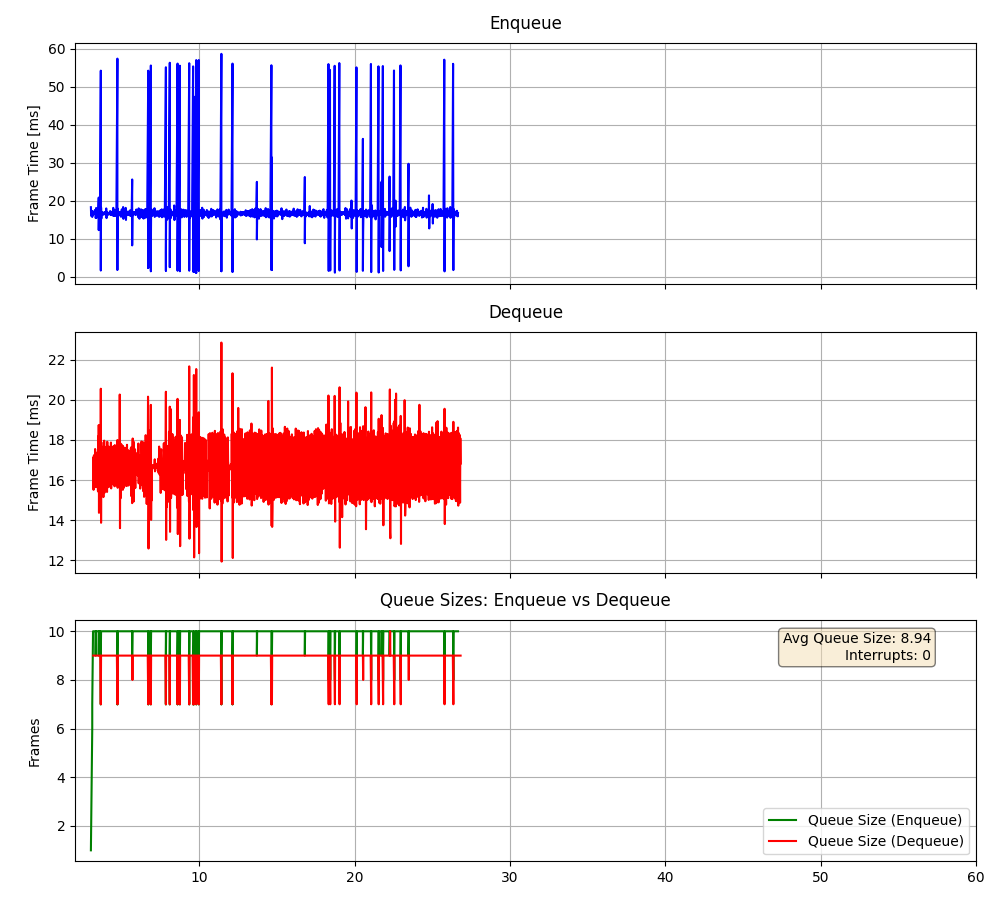 Enqueue
Frame Time [ms]
60
50
40
30
20
10
0
Dequeue
Frame Time [ms]
22
20
18
16
14
12
Queue Sizes: Enqueue vs Dequeue
Frames
10
8
6
4
2
Avg Queue Size: 8.94
Interrupts: 0
Queue Size (Enqueue)
Queue Size (Dequeue)
10 20 30 40 50 60